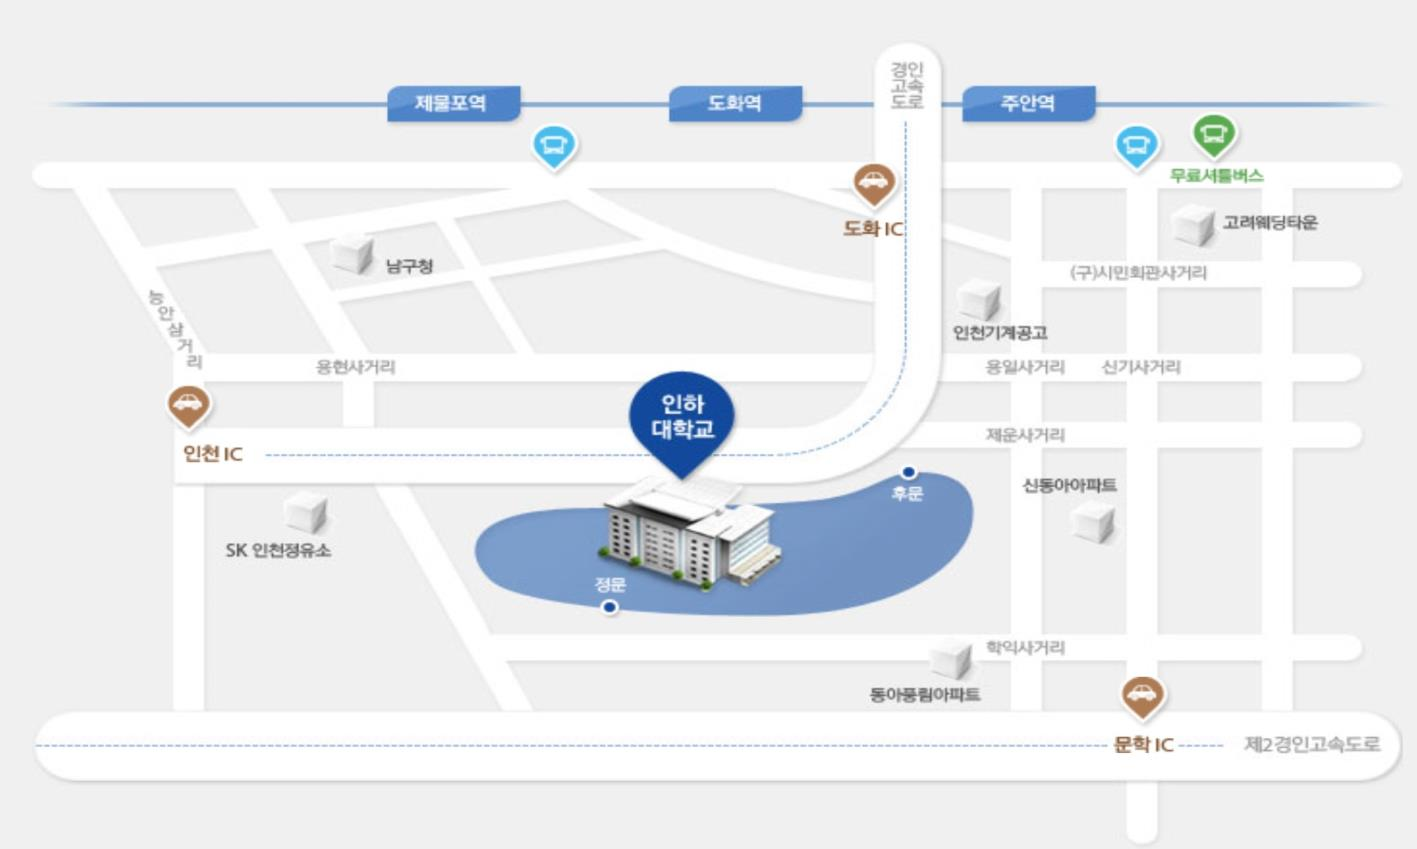 경인
고속
도로
제물포역
도화역
주안역
무료셔틀버스
고려웨딩타운
도화 IC
남구청
(구)시민회관사거리
능안삼거리
인천기계공고
용현사거리
용일사거리
신기사거리
인하
대학교
인천 IC
제운사거리
신동아아파트
후문
SK 인천정유소
정문
학익사거리
동아풍림아파트
문학 IC
제2경인고속도로